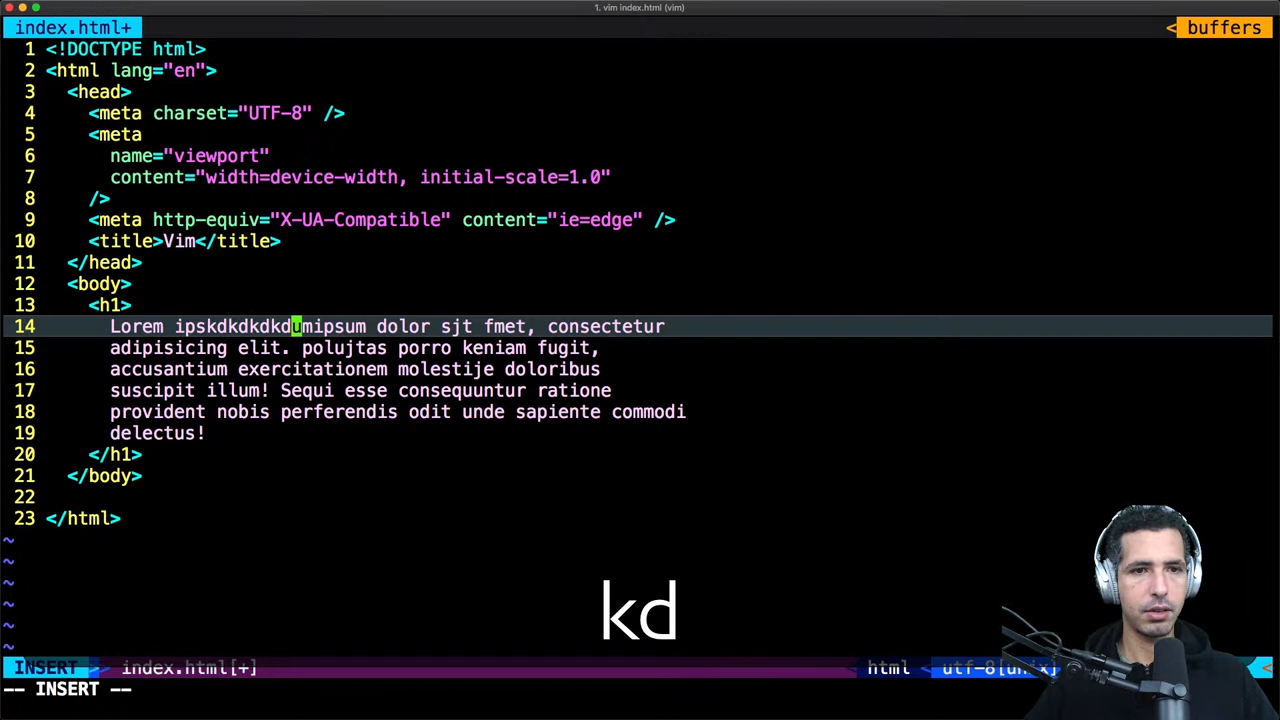 1. vim index.html (vim)
index.html+ < buffers
1 <!DOCTYPE html>
2 <html lang="en">
3 <head>
4 <meta charset="UTF-8" />
5 <meta
6 name="viewport"
7 content="width=device-width, initial-scale=1.0"
8 />
9 <meta http-equiv="X-UA-Compatible" content="ie=edge" />
10 <title>Vim</title>
11 </head>
12 <body>
13 <h1>
14 Lorem ipskdkdkdkdumipsum dolor sjt fmet, consectetur
15 adipisicing elit. polujtas porro keniam fugit,
16 accusantium exercitationem molestije doloribus
17 suscipit illum! Sequi esse consequuntur ratione
18 provident nobis perferendis odit unde sapiente commodi
19 delectus!
20 </h1>
21 </body>
22
23 </html>
~
~
~
~
~
~
kd
INSERT > index.html[+] < html < utf-8[unix] <
-- INSERT --